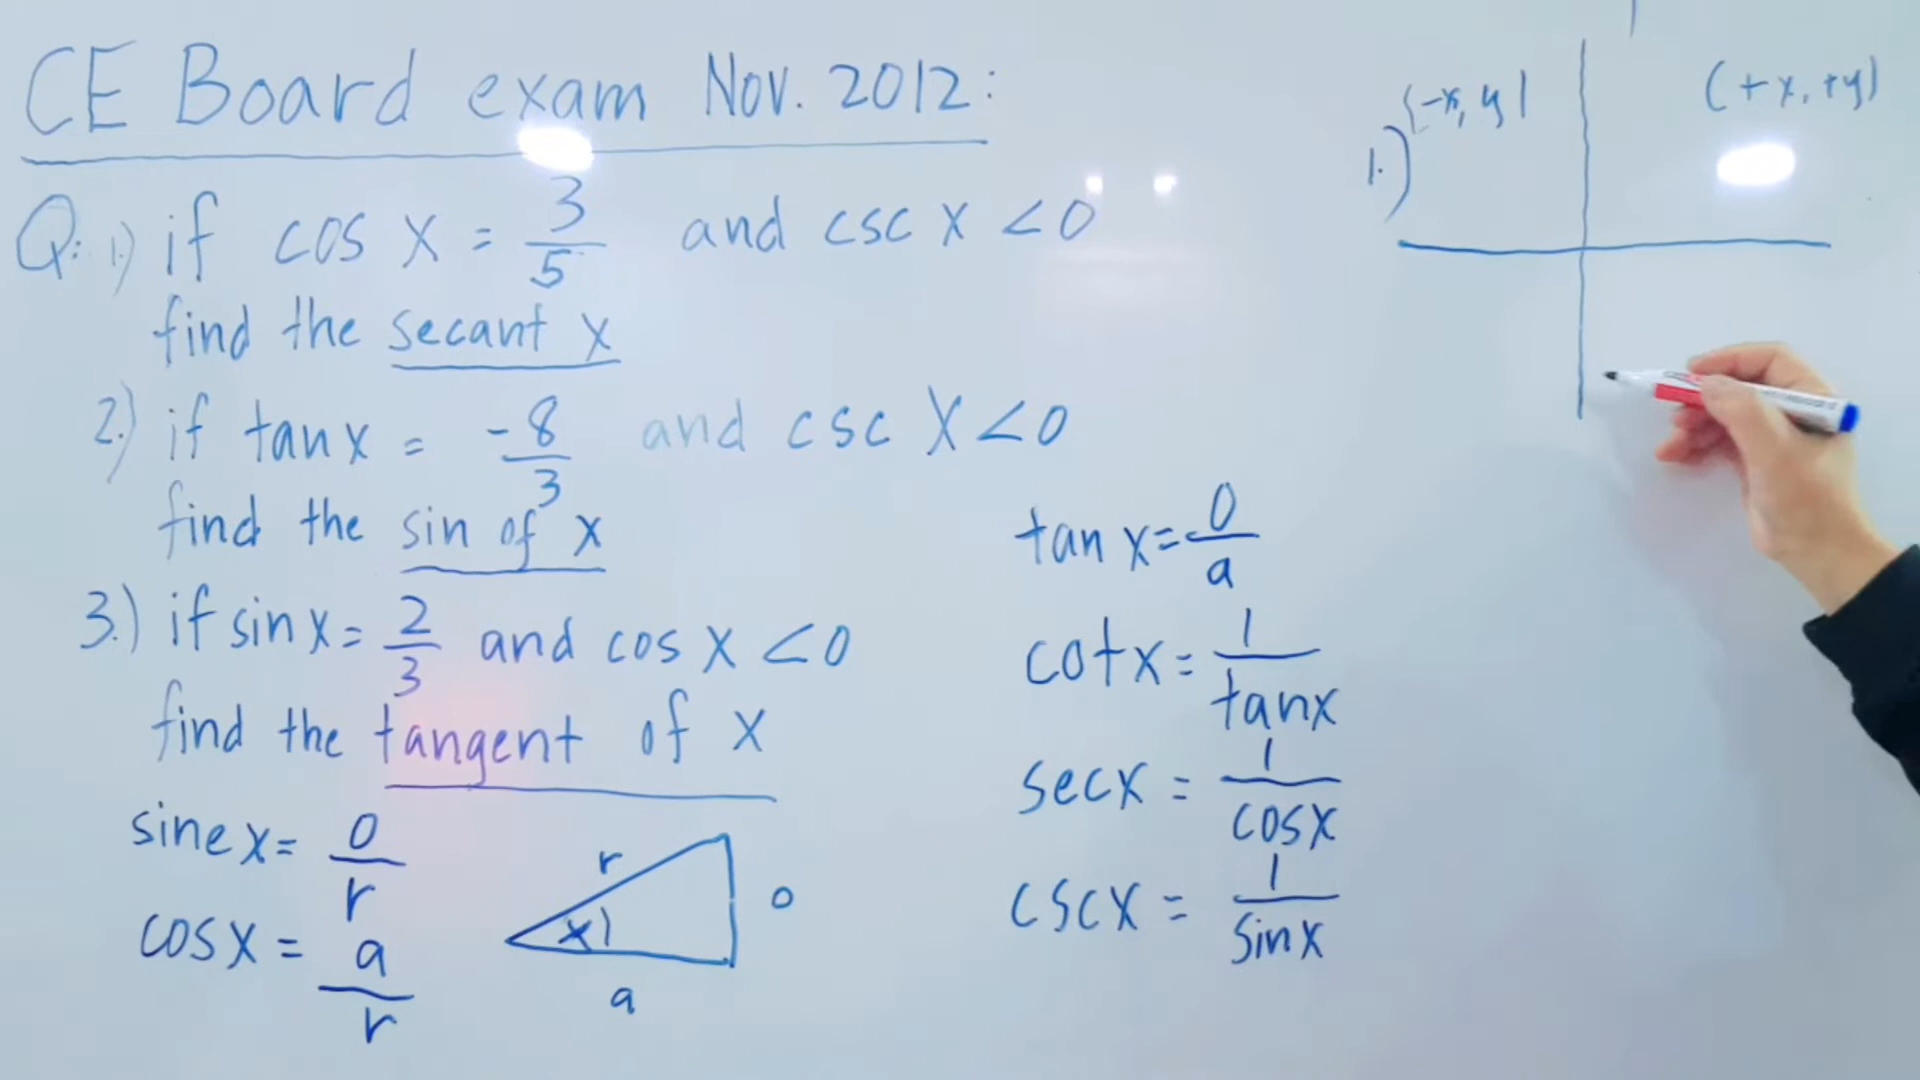 CE Board exam Nov. 2012:
Q: 1) if cos x = 3/5 and csc x < 0
find the secant x
2.) if tan x = -8/3 and csc x < 0
find the sin of x
3.) if sin x = 2/3 and cos x < 0
find the tangent of x
sine x = o/r
cos x = a/r
r
x
o
a
tan x = o/a
cot x = 1/tan x
sec x = 1/cos x
csc x = 1/sin x
1.)
(-x, y)
(+x, +y)